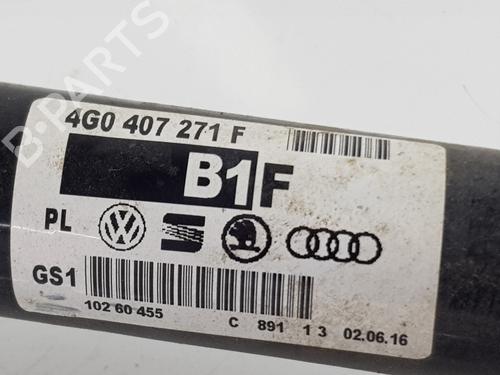 4G0 407 271 F
B1F
PL
GS1
102 60 455 C 891 1 3 02.06.16
B-PARTS